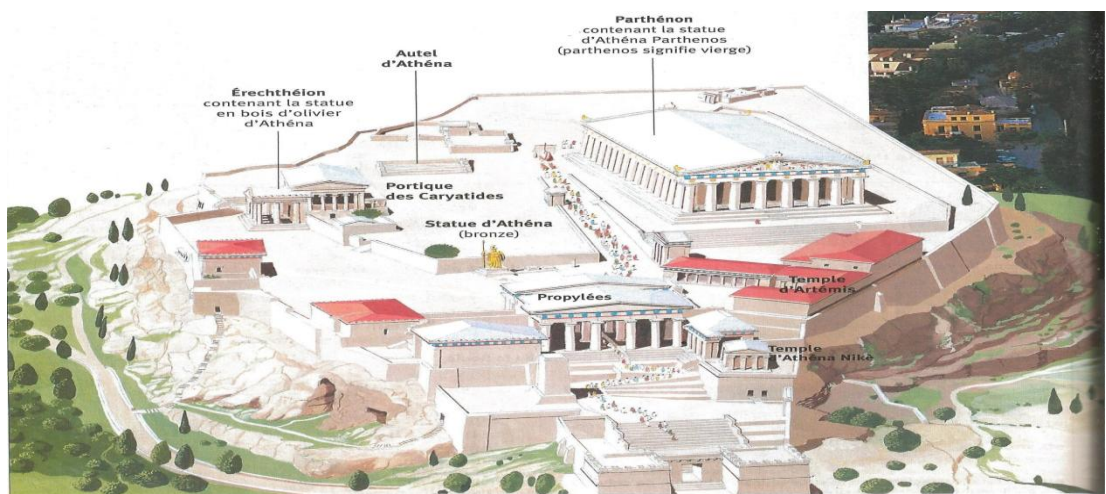 Parthénon
contenant la statue
d'Athéna Parthenos
(parthenos signifie vierge)
Autel
d'Athéna
Érechthéion
contenant la statue
en bois d'olivier
d'Athéna
Portique
des Caryatides
Statue d'Athéna
(bronze)
Propylées
Temple
d'Artémis
Temple
d'Athéna Nikè